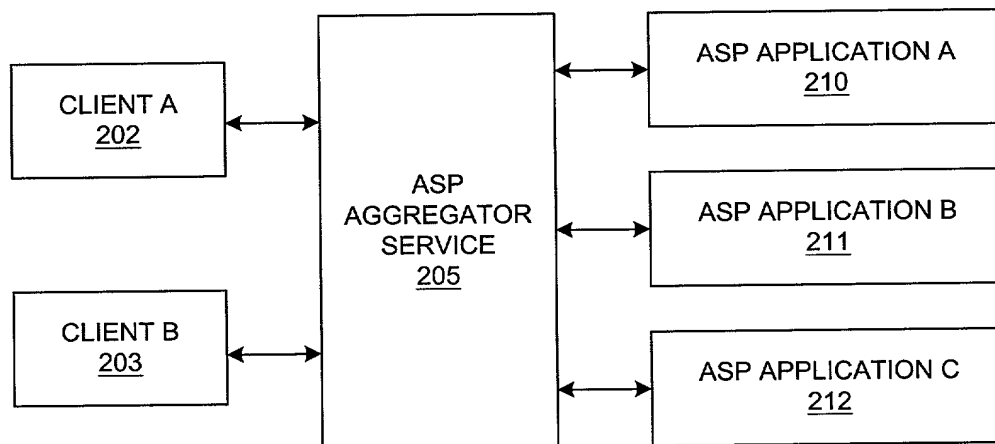 CLIENT A
202
CLIENT B
203
ASP
AGGREGATOR
SERVICE
205
ASP APPLICATION A
210
ASP APPLICATION B
211
ASP APPLICATION C
212